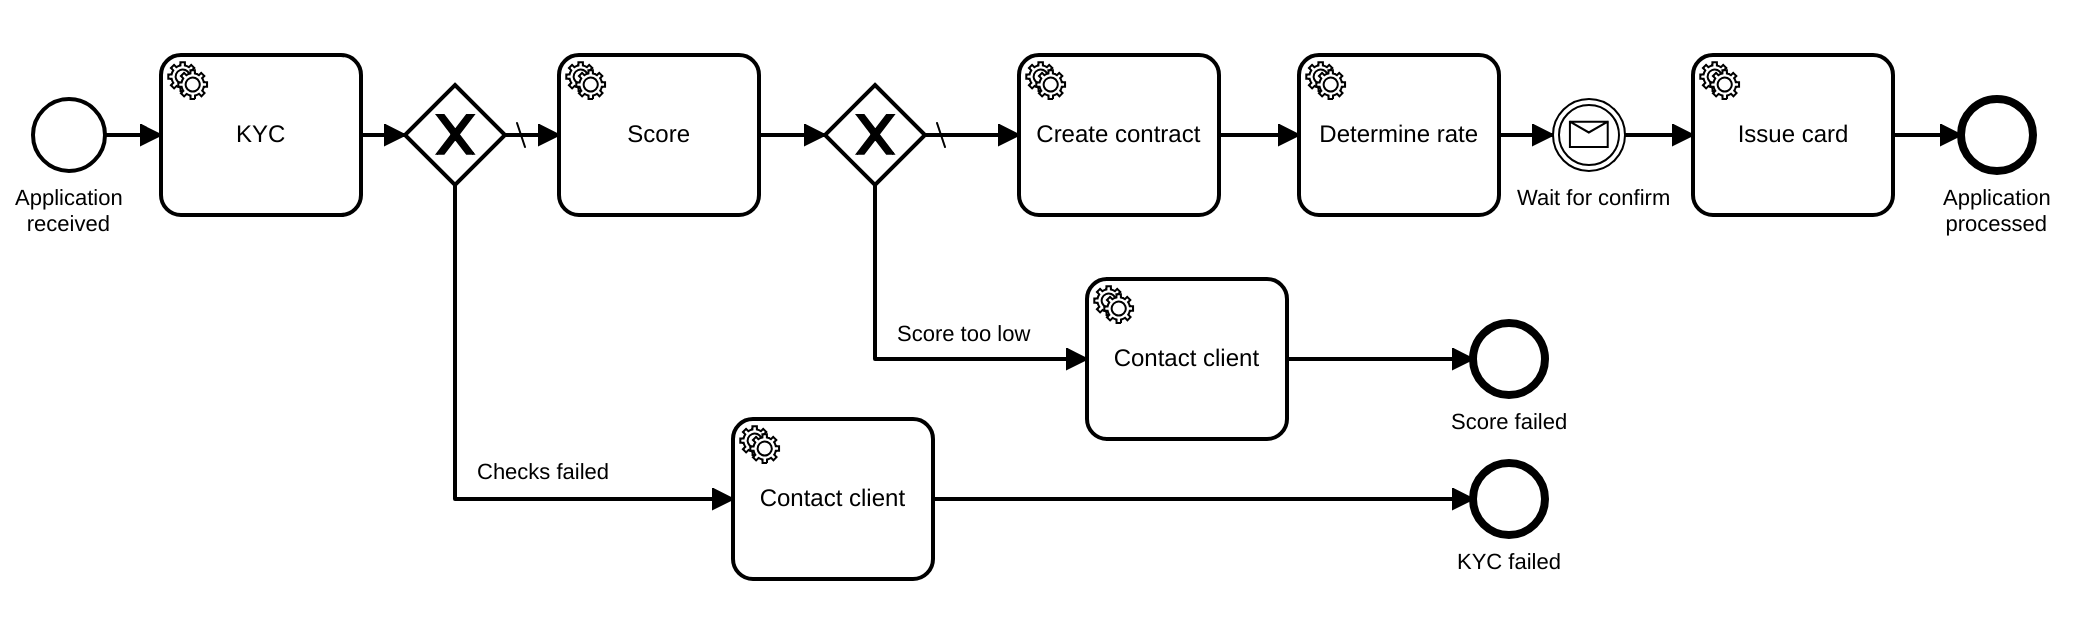 KYC
Score
Create contract
Determine rate
Issue card
Application
received
Wait for confirm
Application
processed
Score too low
Contact client
Score failed
Checks failed
Contact client
KYC failed